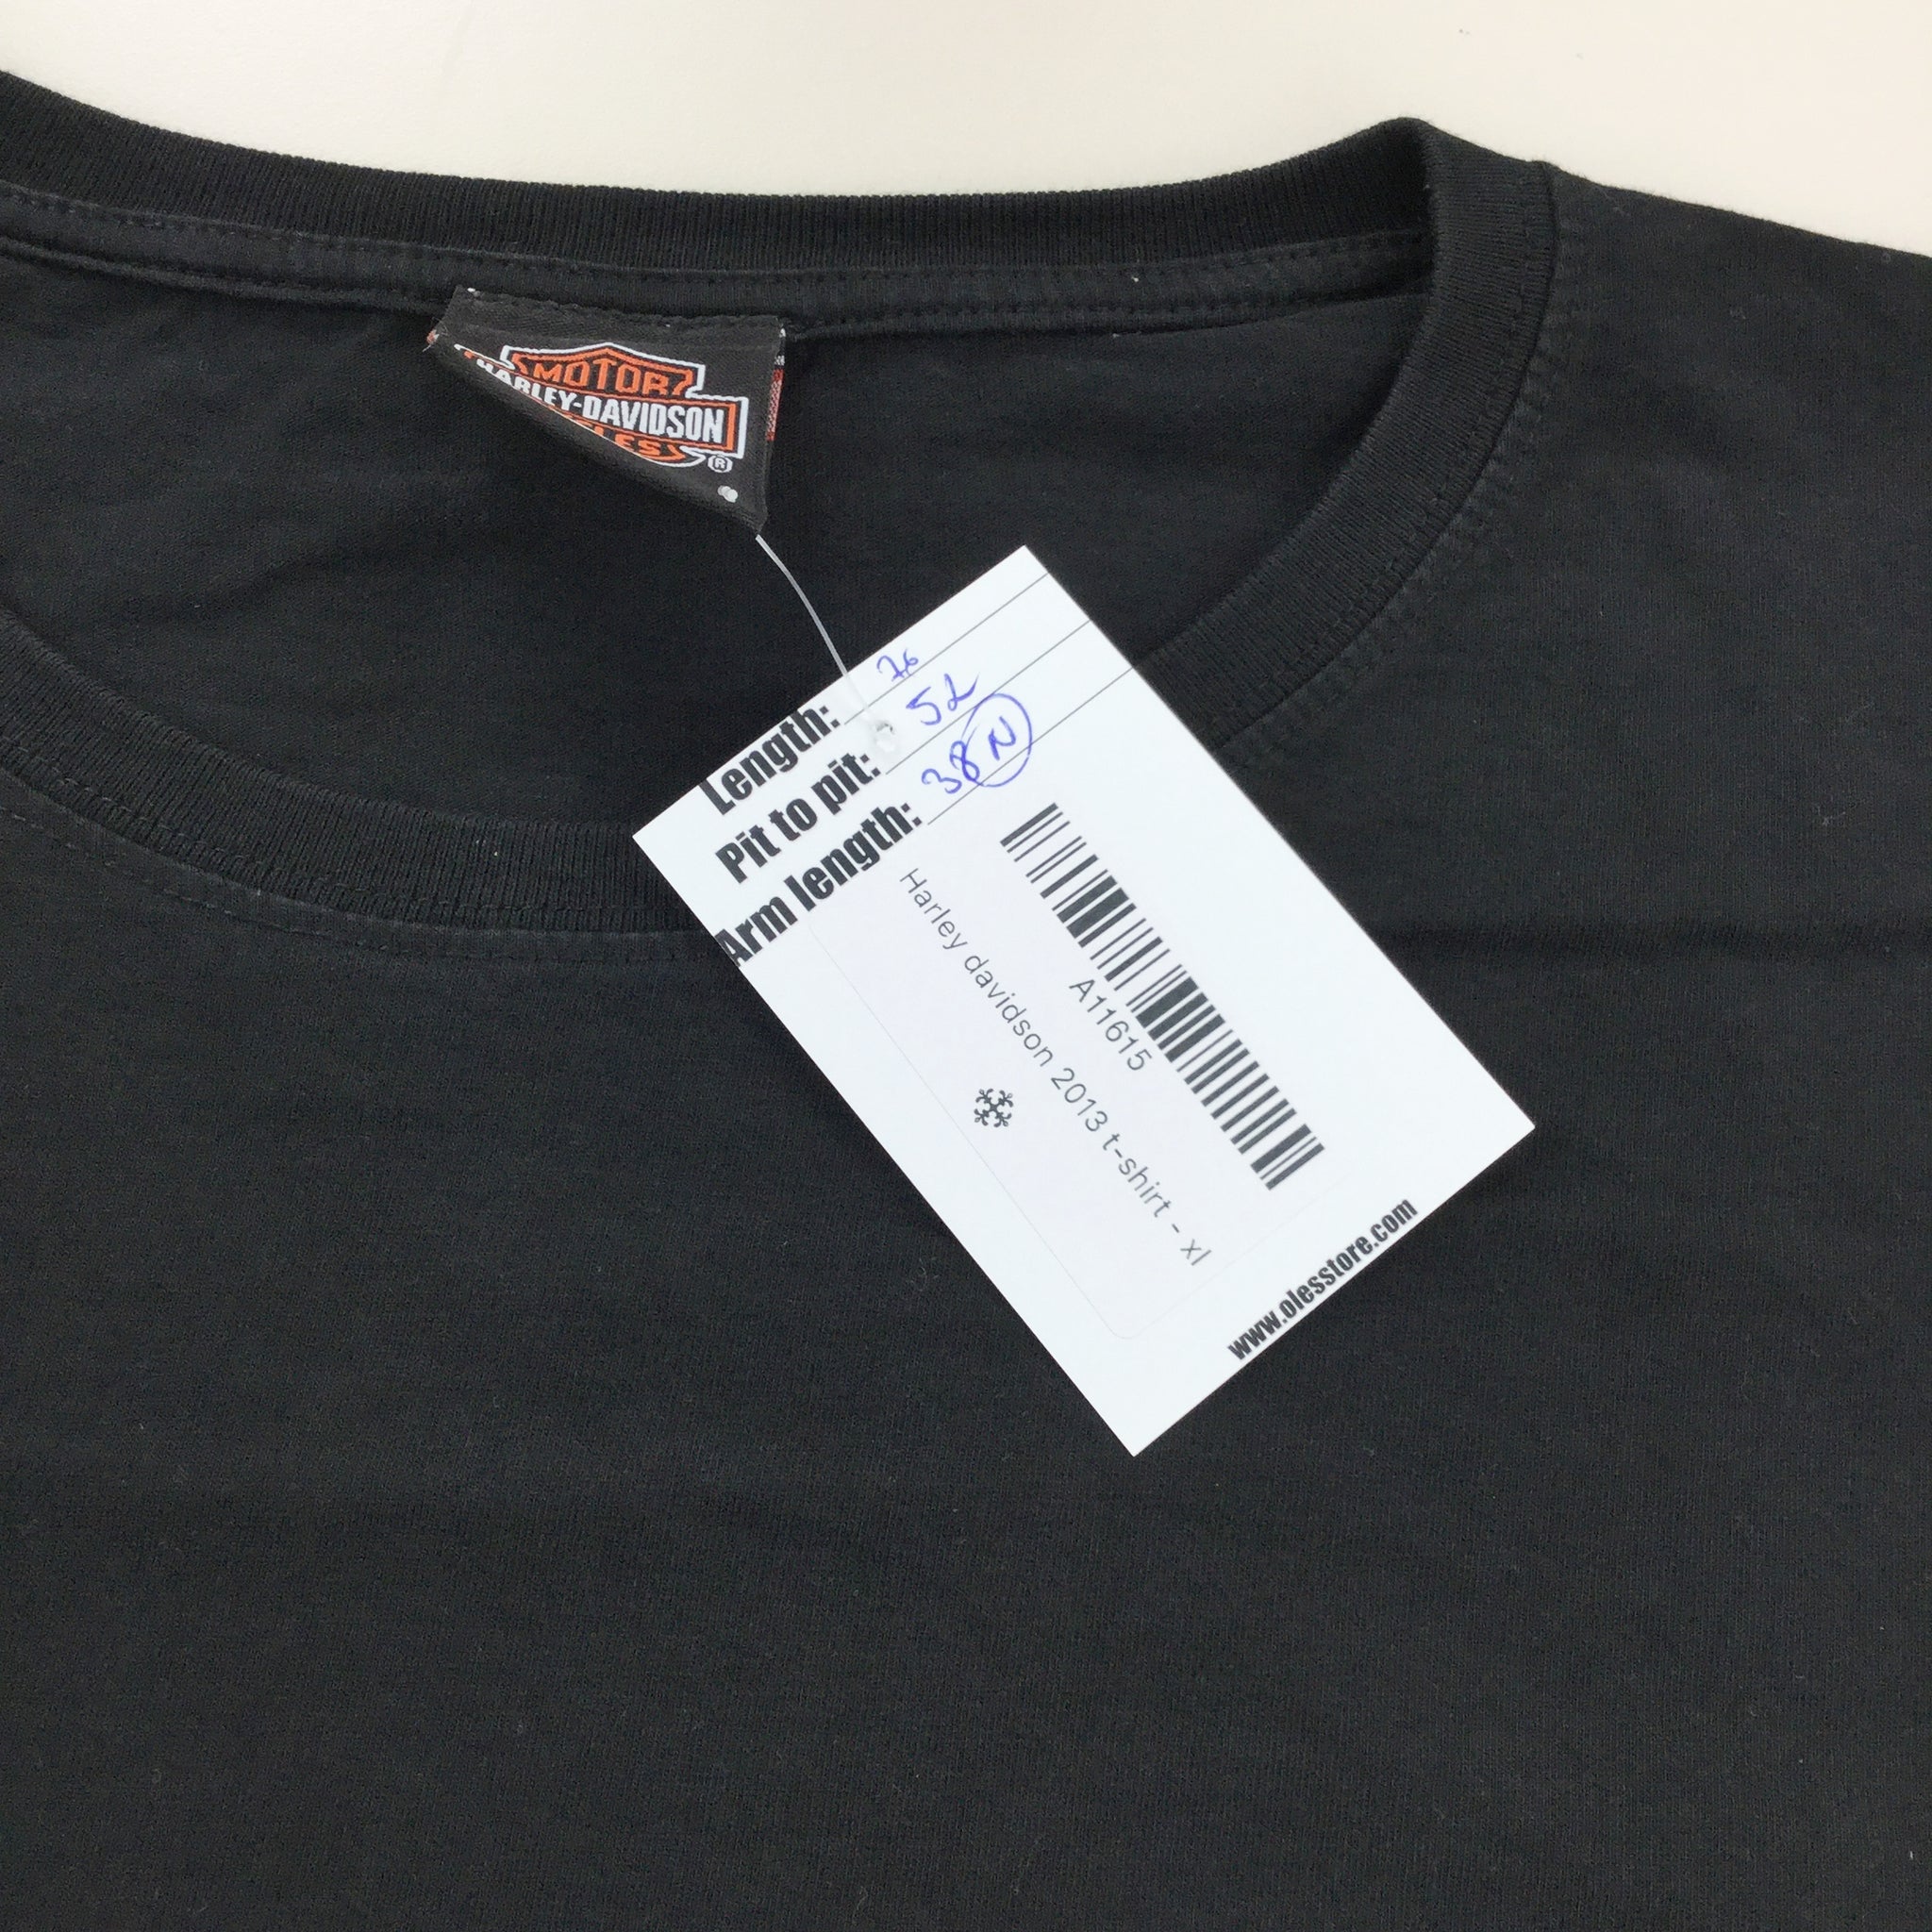 MOTOR
HARLEY-DAVIDSON
CLES
®
Length: 76
Pit to pit: 52
Arm length: 38 N
A11615
Harley davidson 2013 t-shirt - xl
www.olesstore.com